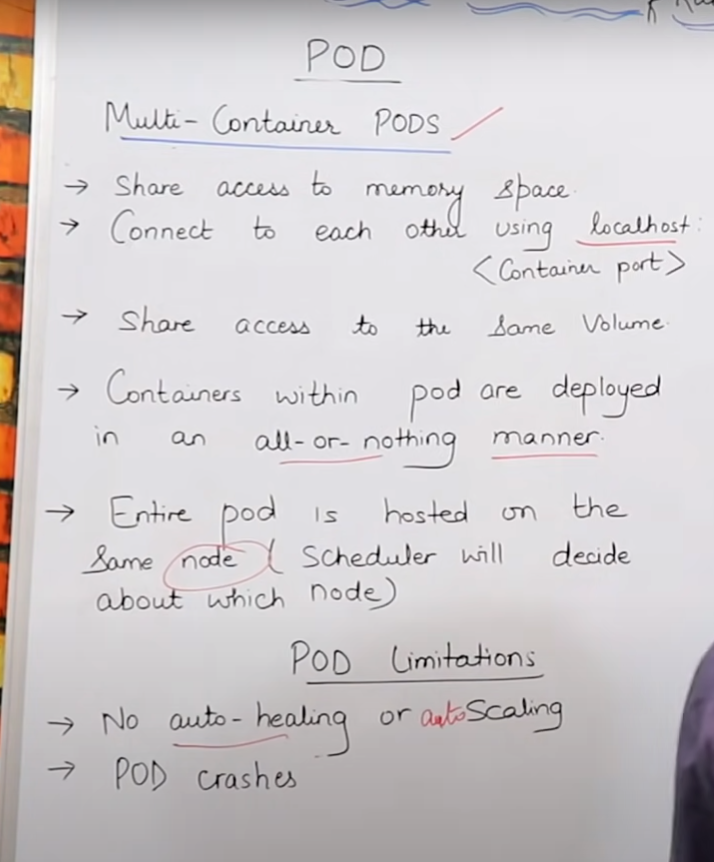 POD
Multi-Container PODS
→ Share access to memory space.
→ Connect to each other using localhost:
<Container port>
→ Share access to the same Volume.
→ Containers within pod are deployed
in an all-or-nothing manner.
→ Entire pod is hosted on the
same node ( Scheduler will decide
about which node)
POD Limitations
→ No auto-healing or auto Scaling
→ POD crashes